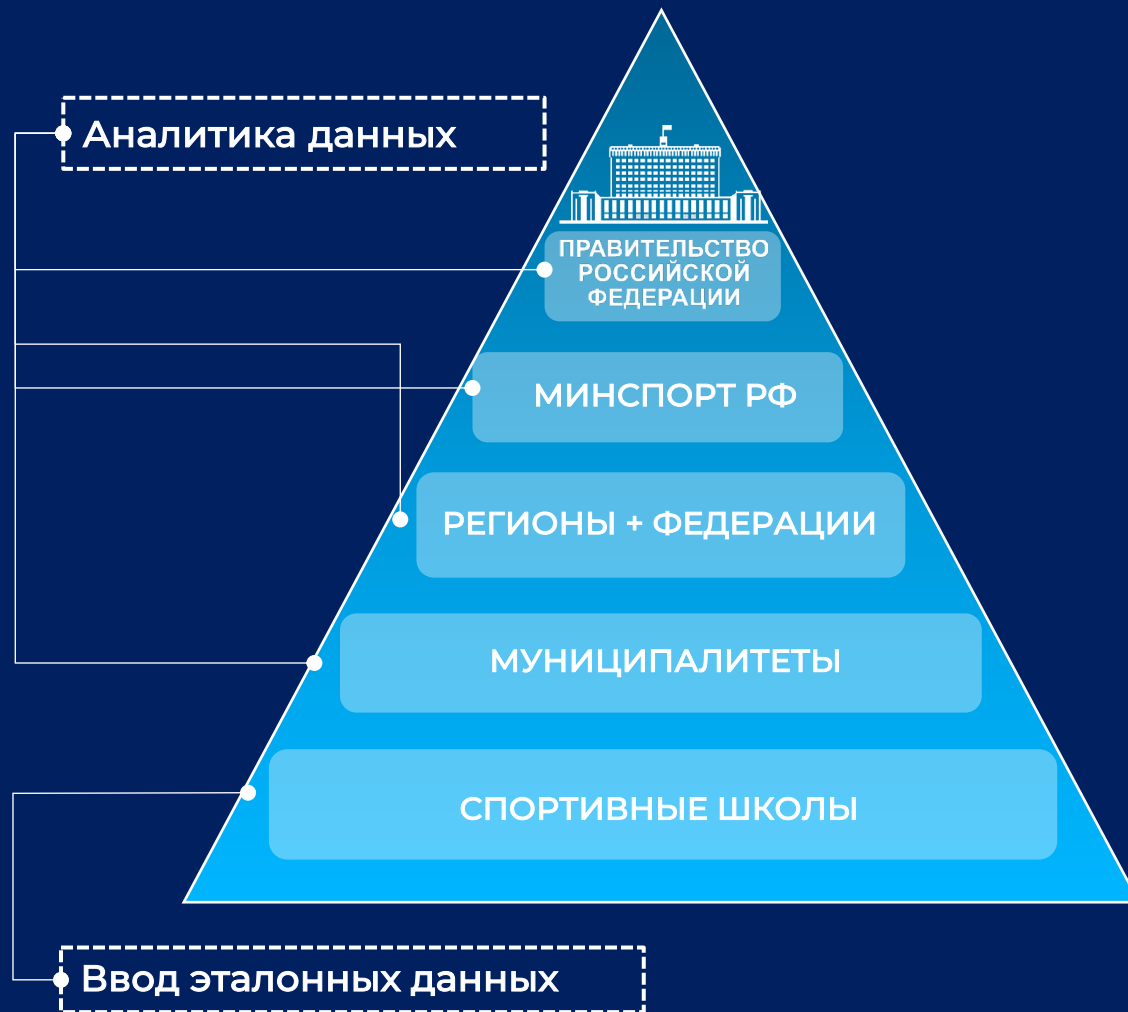 Аналитика данных
ПРАВИТЕЛЬСТВО
РОССИЙСКОЙ
ФЕДЕРАЦИИ
МИНСПОРТ РФ
РЕГИОНЫ + ФЕДЕРАЦИИ
МУНИЦИПАЛИТЕТЫ
СПОРТИВНЫЕ ШКОЛЫ
Ввод эталонных данных